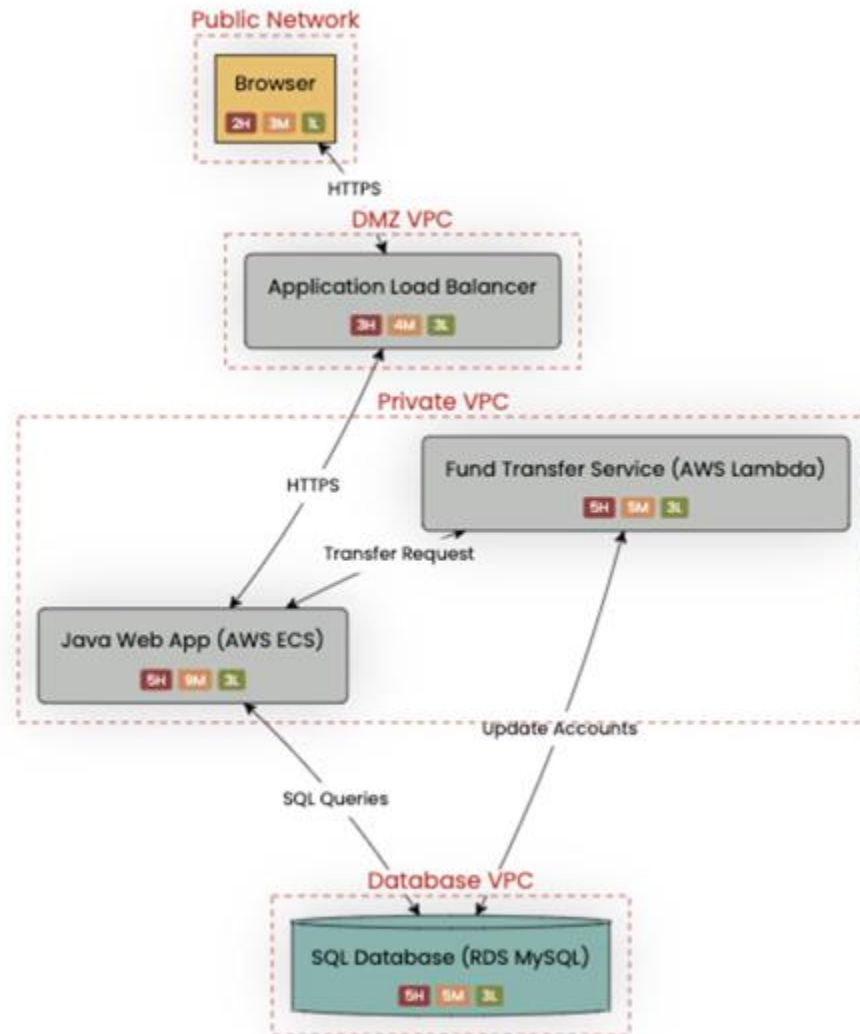 Public Network
Browser
2H 3M 1L
HTTPS
DMZ VPC
Application Load Balancer
3H 4M 3L
Private VPC
Fund Transfer Service (AWS Lambda)
5H 5M 3L
HTTPS
Transfer Request
Java Web App (AWS ECS)
5H 9M 3L
Update Accounts
SQL Queries
Database VPC
SQL Database (RDS MySQL)
5H 5M 3L